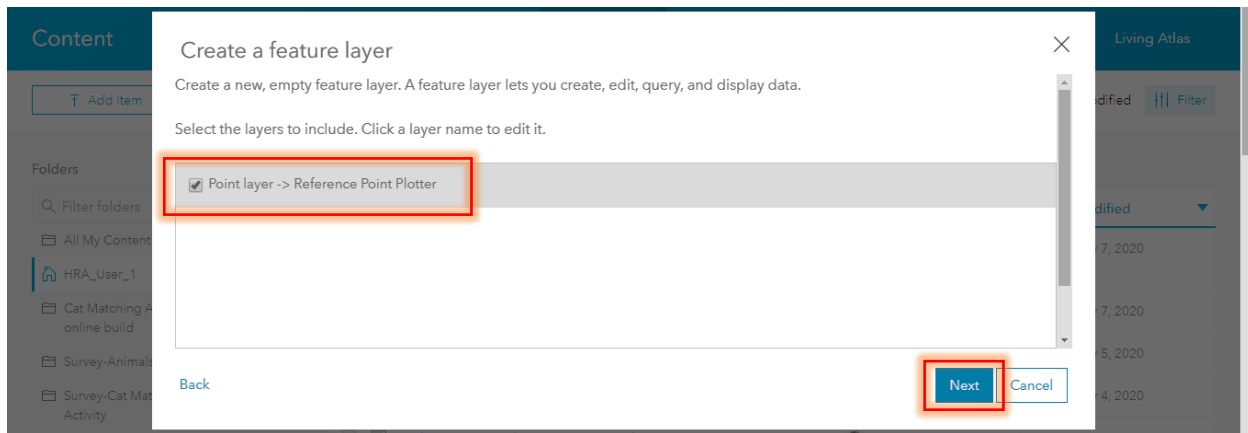 Content
Living Atlas
Create a feature layer
Create a new, empty feature layer. A feature layer lets you create, edit, query, and display data.
Add Item
dified
Filter
Select the layers to include. Click a layer name to edit it.
Folders
Point layer -> Reference Point Plotter
Filter folders
dified
All My Content
7, 2020
HRA_User_1
Cat Matching A
7, 2020
online build
Survey-Animals
5, 2020
Back
Next
Cancel
Survey-Cat Mat
4, 2020
Activity